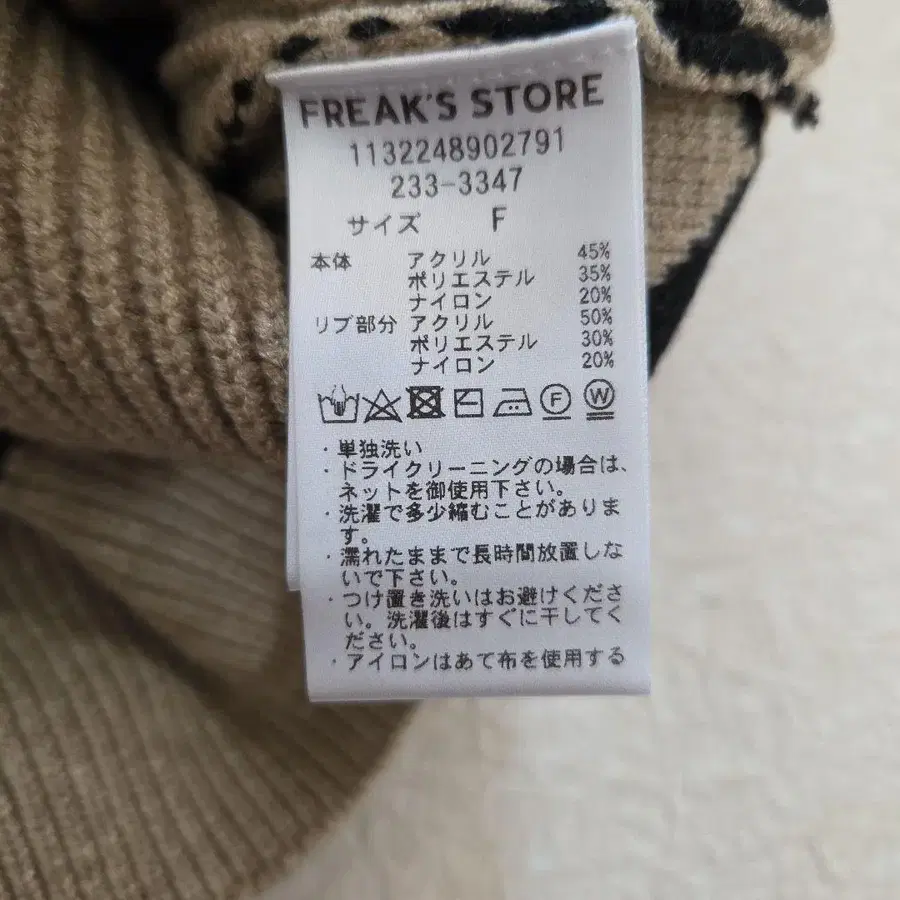 FREAK'S STORE
1132248902791
233-3347
サイズ F
本体 アクリル 45%
ポリエステル 35%
ナイロン 20%
リブ部分 アクリル 50%
ポリエステル 30%
ナイロン 20%
F W
・単独洗い
・ドライクリーニングの場合は、
ネットを御使用下さい。
・洗濯で多少縮むことがありま
す。
・濡れたままで長時間放置しな
いで下さい。
・つけ置き洗いはお避けくださ
い。洗濯後はすぐに干してく
ださい。
・アイロンはあて布を使用する